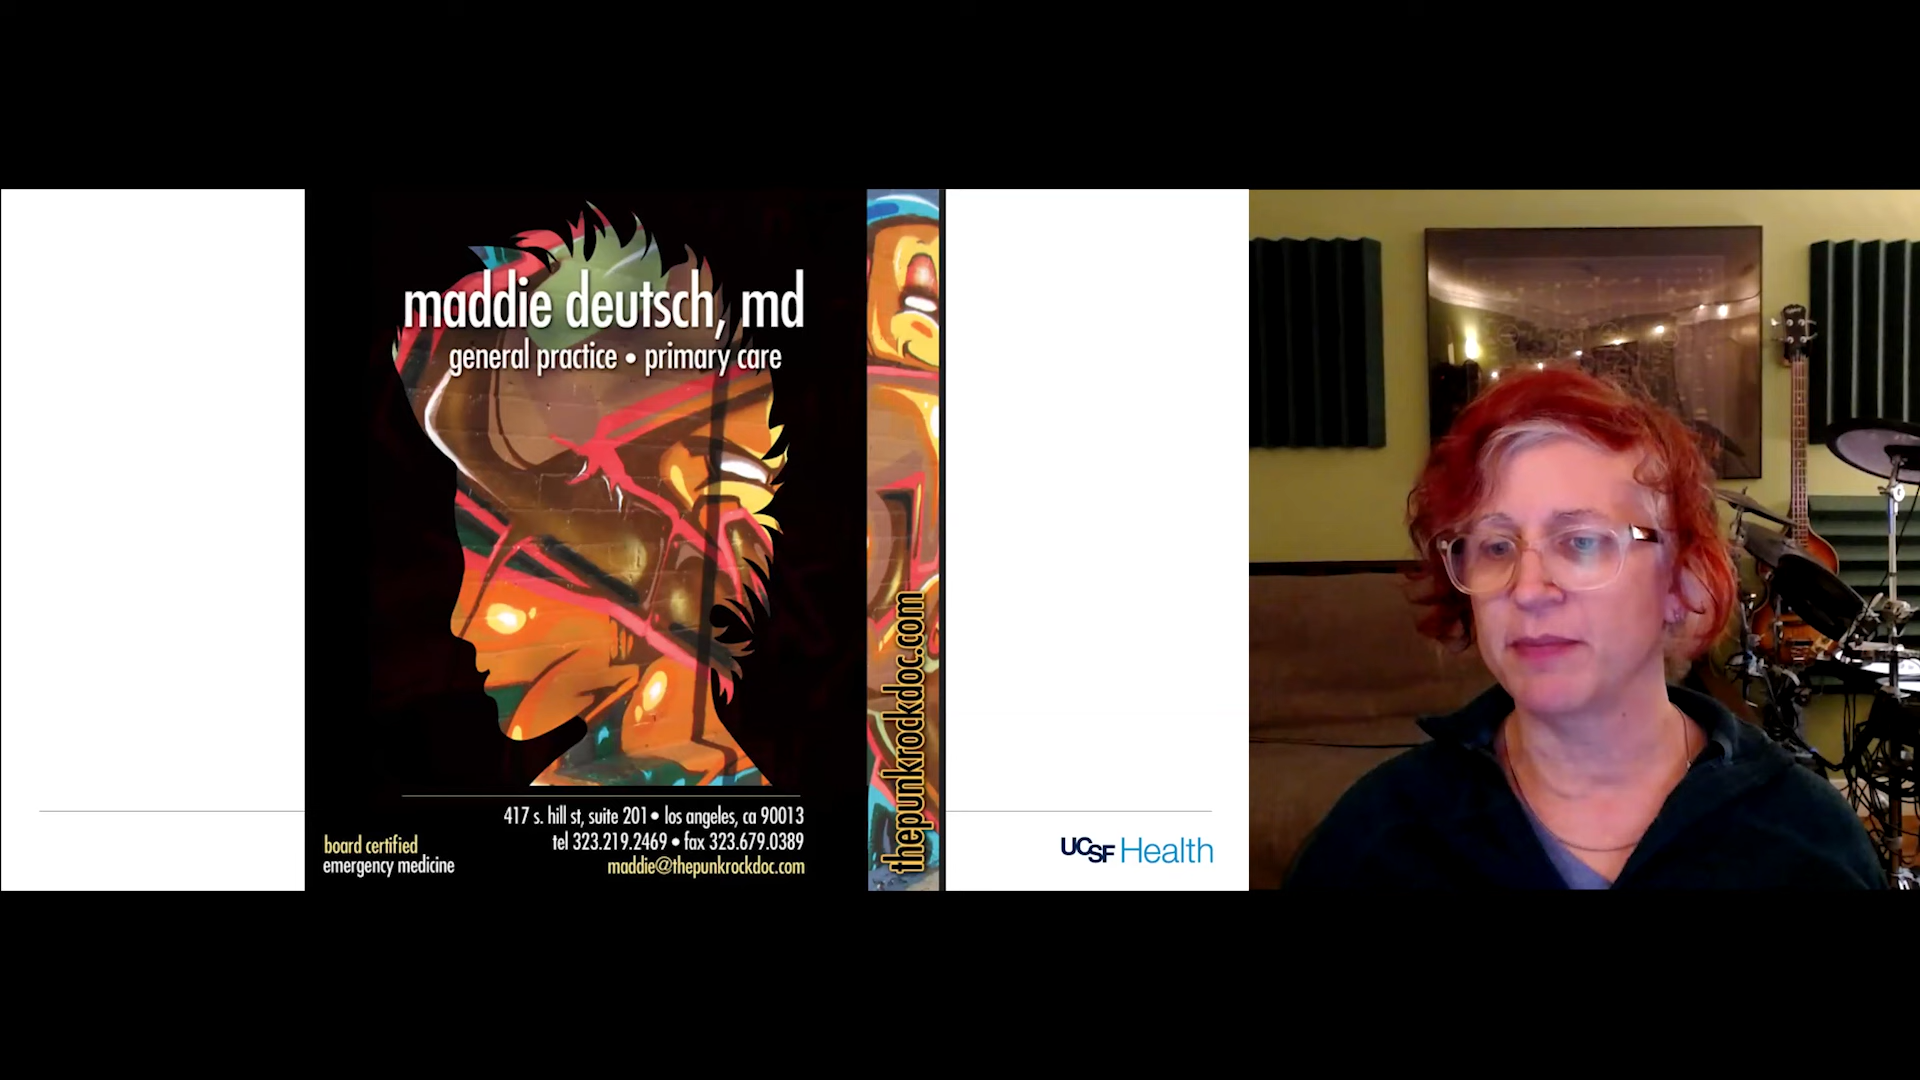 maddie deutsch, md
general practice • primary care
417 s. hill st, suite 201 • los angeles, ca 90013
tel 323.219.2469 • fax 323.679.0389
maddie@thepunkrockdoc.com
board certified
emergency medicine
thepunkrockdoc.com
UCSF Health